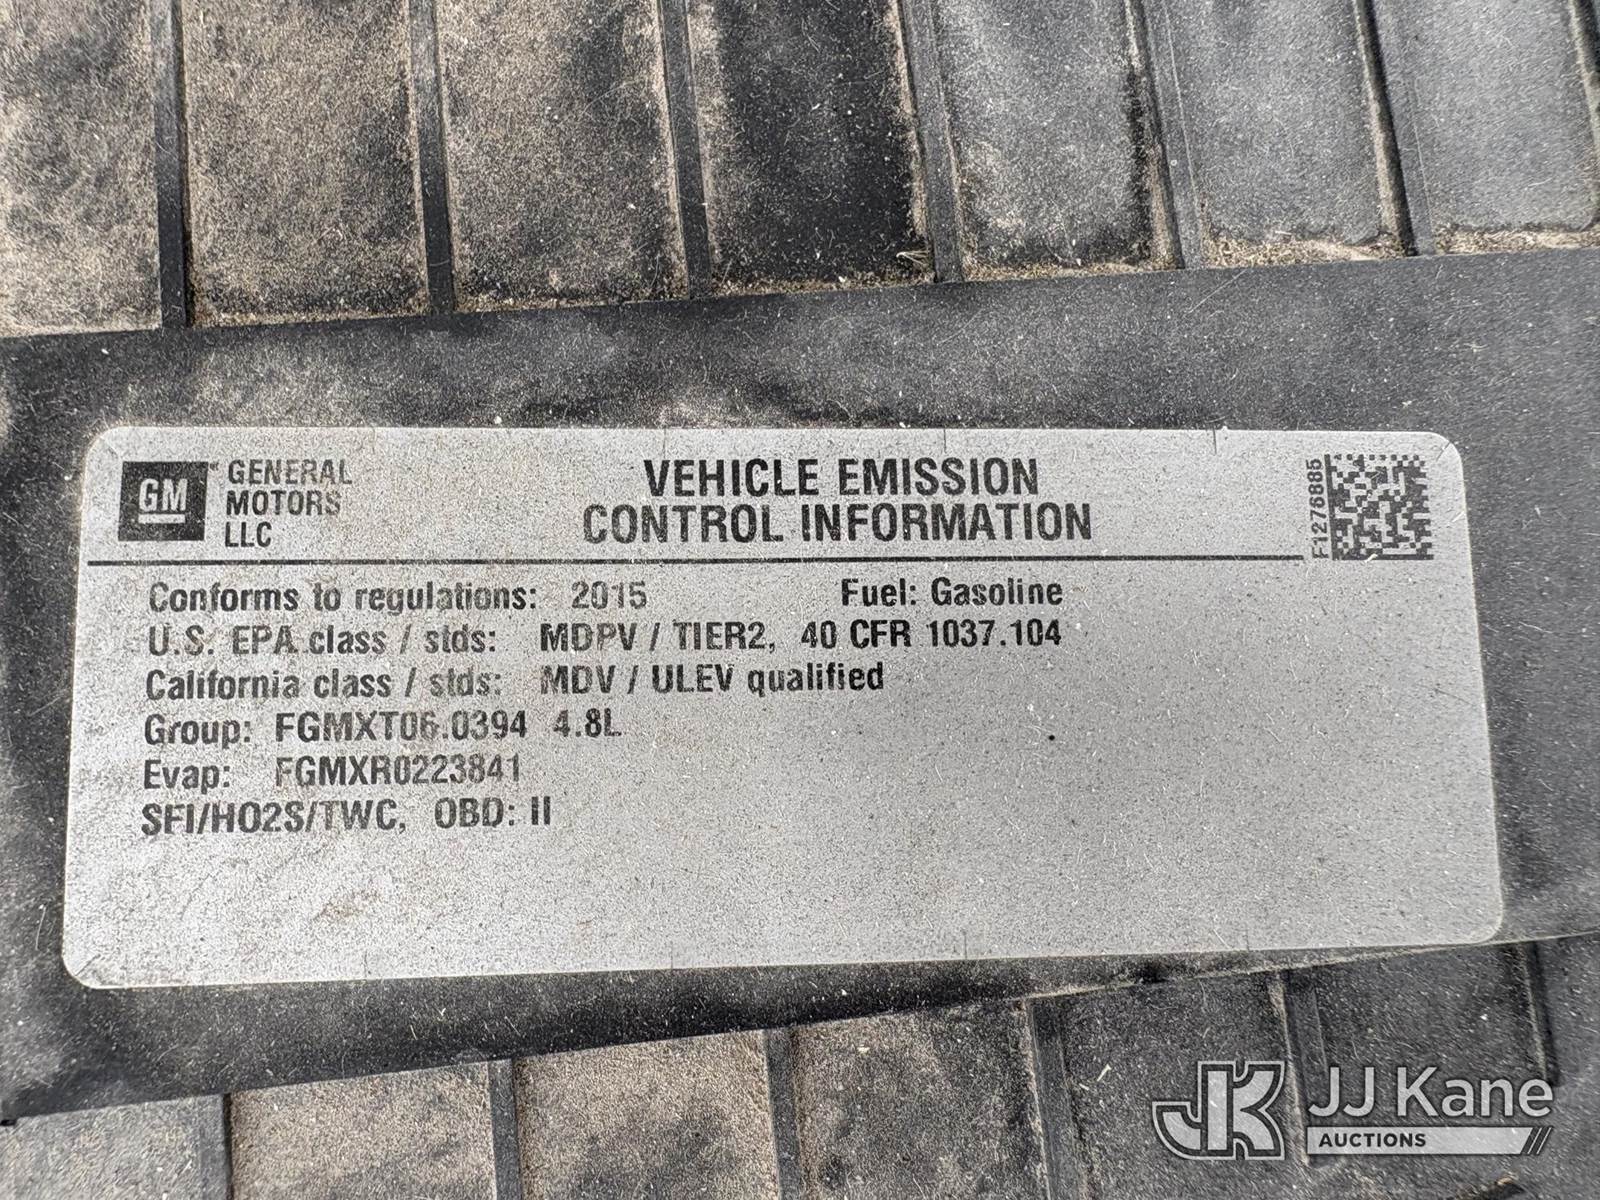 GM GENERAL
MOTORS
LLC
VEHICLE EMISSION
CONTROL INFORMATION
F1276885
Conforms to regulations: 2015 Fuel: Gasoline
U.S. EPA class / stds: MDPV / TIER2, 40 CFR 1037.104
California class / stds: MDV / ULEV qualified
Group: FGMXT06.0394 4.8L
Evap: FGMXR0223841
SFI/HO2S/TWC, OBD: II
JK JJ Kane
AUCTIONS